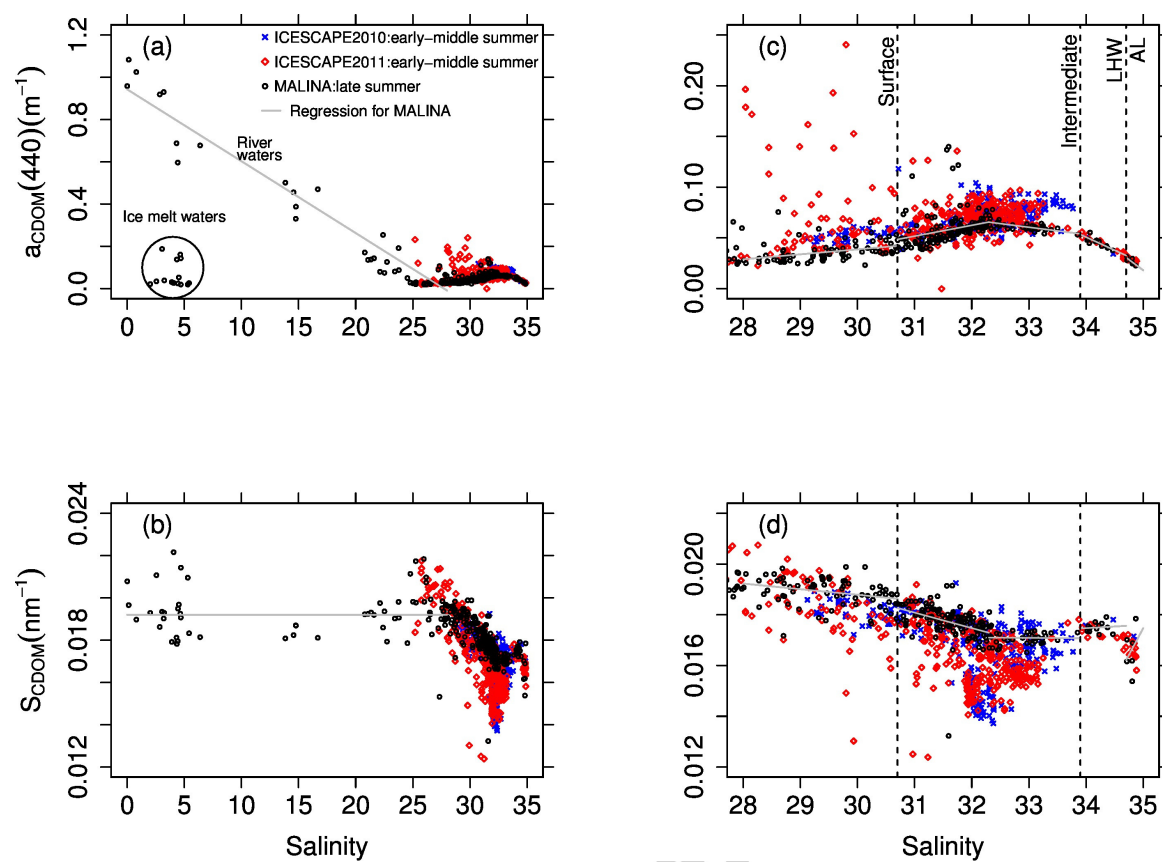 (a)
ICESCAPE2010:early−middle summer
ICESCAPE2011:early−middle summer
MALINA:late summer
Regression for MALINA
River
waters
Ice melt waters
aCDOM(440)(m−1)
0.0 0.4 0.8 1.2
0 5 10 15 20 25 30 35
(c)
Surface
Intermediate
LHW
AL
0.00 0.10 0.20
28 29 30 31 32 33 34 35
(b)
SCDOM(nm−1)
0.012 0.018 0.024
0 5 10 15 20 25 30 35
Salinity
(d)
0.012 0.016 0.020
28 29 30 31 32 33 34 35
Salinity